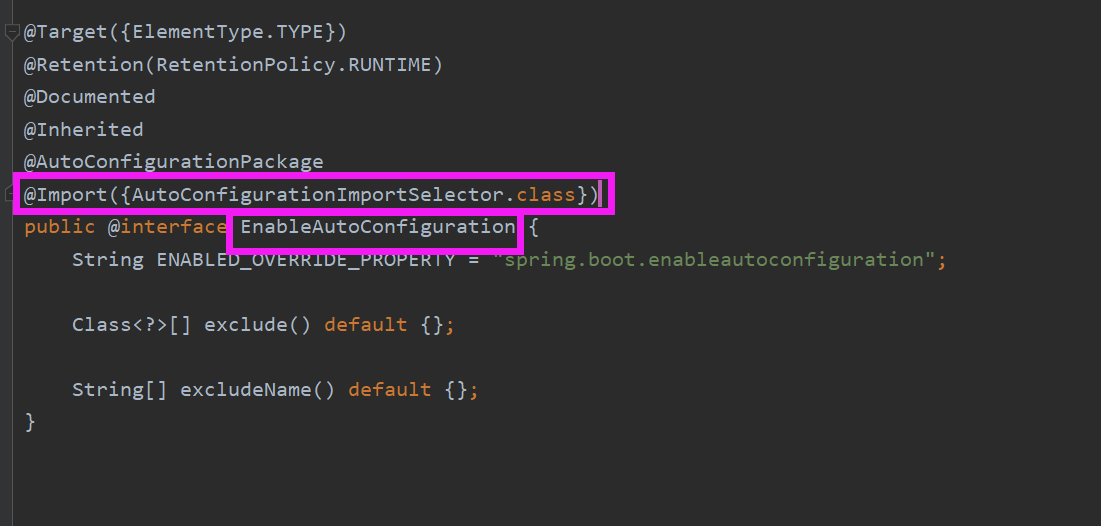 @Target({ElementType.TYPE})
@Retention(RetentionPolicy.RUNTIME)
@Documented
@Inherited
@AutoConfigurationPackage
@Import({AutoConfigurationImportSelector.class})
public @interface EnableAutoConfiguration {
    String ENABLED_OVERRIDE_PROPERTY = "spring.boot.enableautoconfiguration";
    Class<?>[] exclude() default {};
    String[] excludeName() default {};
}